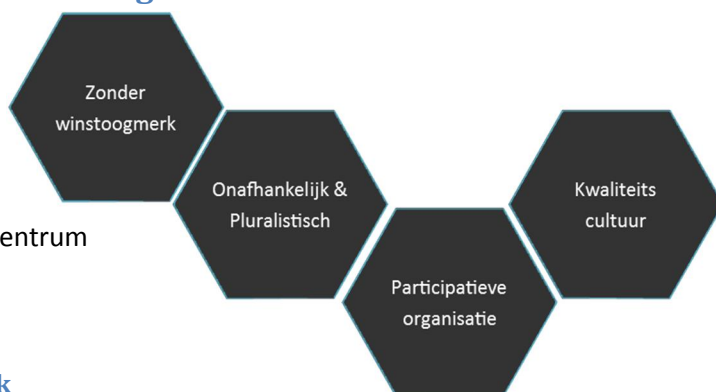 Zonder
winstoogmerk
Onafhankelijk &
Pluralistisch
Kwaliteits
cultuur
entrum
Participatieve
organisatie
k